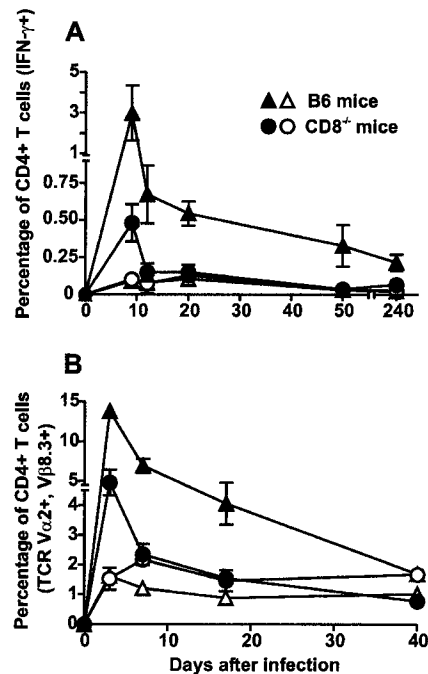 A
Percentage of CD4+ T cells (IFN-γ+)
5
3
1
0.75
0.50
0.25
0
▲△ B6 mice
●○ CD8-/- mice
0 10 20 30 40 50 240
B
Percentage of CD4+ T cells
(TCR Vα2+, Vβ8.3+)
15
10
5
4
3
2
1
0
0 10 20 30 40
Days after infection